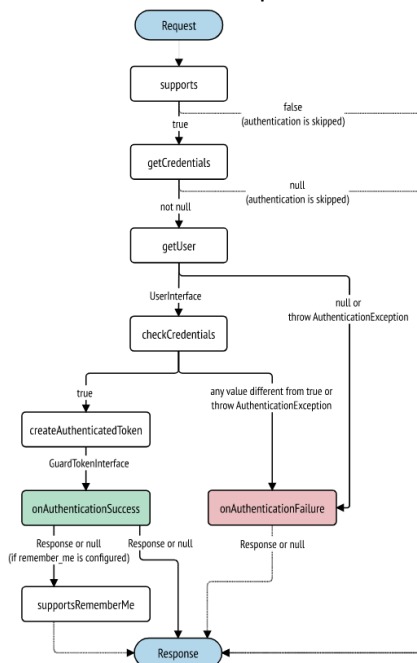 Request
supports
false
(authentication is skipped)
true
getCredentials
null
(authentication is skipped)
not null
getUser
UserInterface
null or
throw AuthenticationException
checkCredentials
true
any value different from true or
throw AuthenticationException
createAuthenticatedToken
GuardTokenInterface
onAuthenticationSuccess
onAuthenticationFailure
Response or null
(if remember_me is configured)
Response or null
Response or null
supportsRememberMe
Response